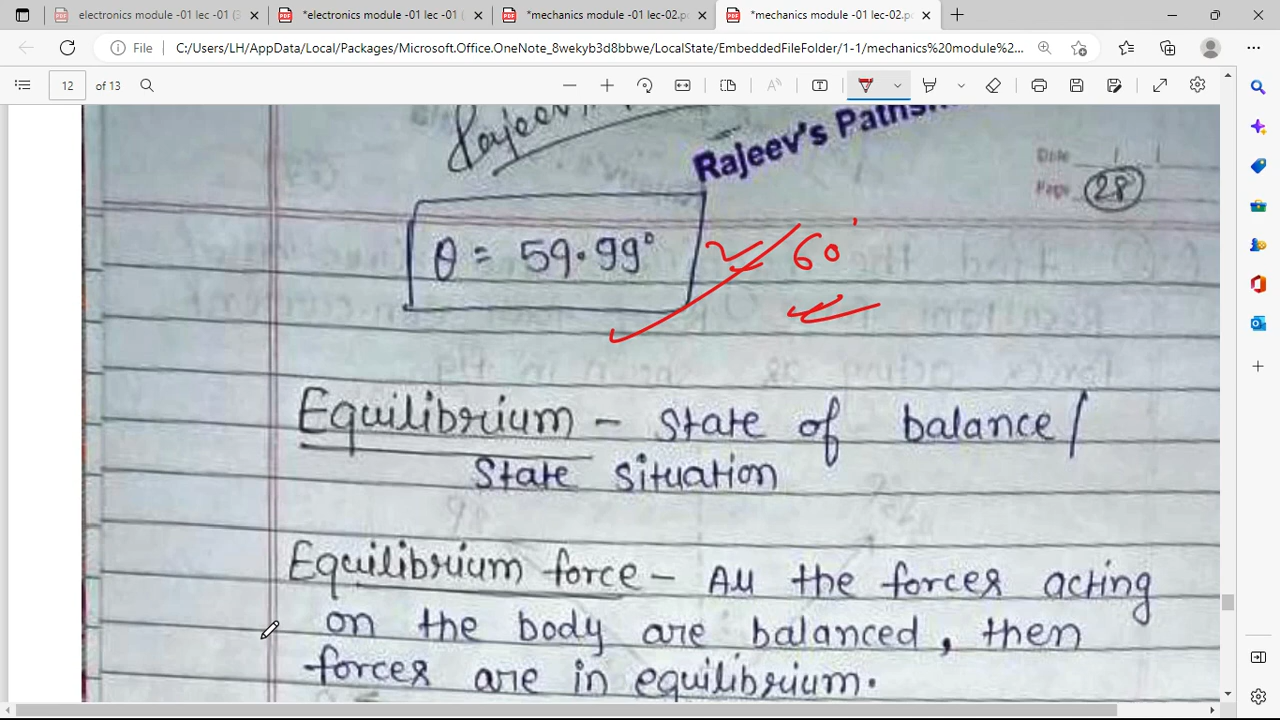 electronics module -01 lec -01 (
*electronics module -01 lec -01 (
*mechanics module -01 lec-02.p
*mechanics module -01 lec-02.p
File
C:/Users/LH/AppData/Local/Packages/Microsoft.Office.OneNote_8wekyb3d8bbwe/LocalState/EmbeddedFileFolder/1-1/mechanics%20module%2...
12 of 13
Rajeev
Rajeev's
Date
Page 28
θ = 59.99° 60°
Equilibrium - state of balance /
State situation
Equilibrium force - All the forces acting
on the body are balanced, then
forces are in equilibrium.